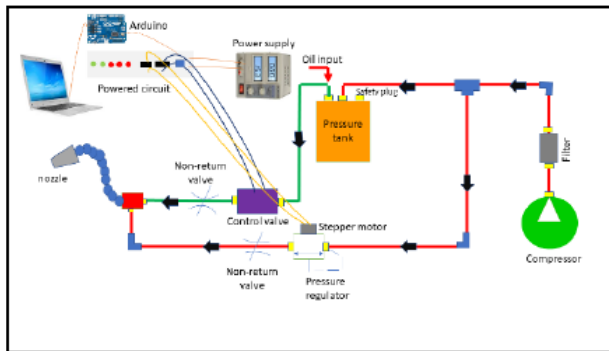 Arduino
Power supply
Oil input
Powered circuit
Safety plug
Pressure
tank
Filter
Non-return
valve
nozzle
Control valve
Stepper motor
Compressor
Non-return
valve
Pressure
regulator